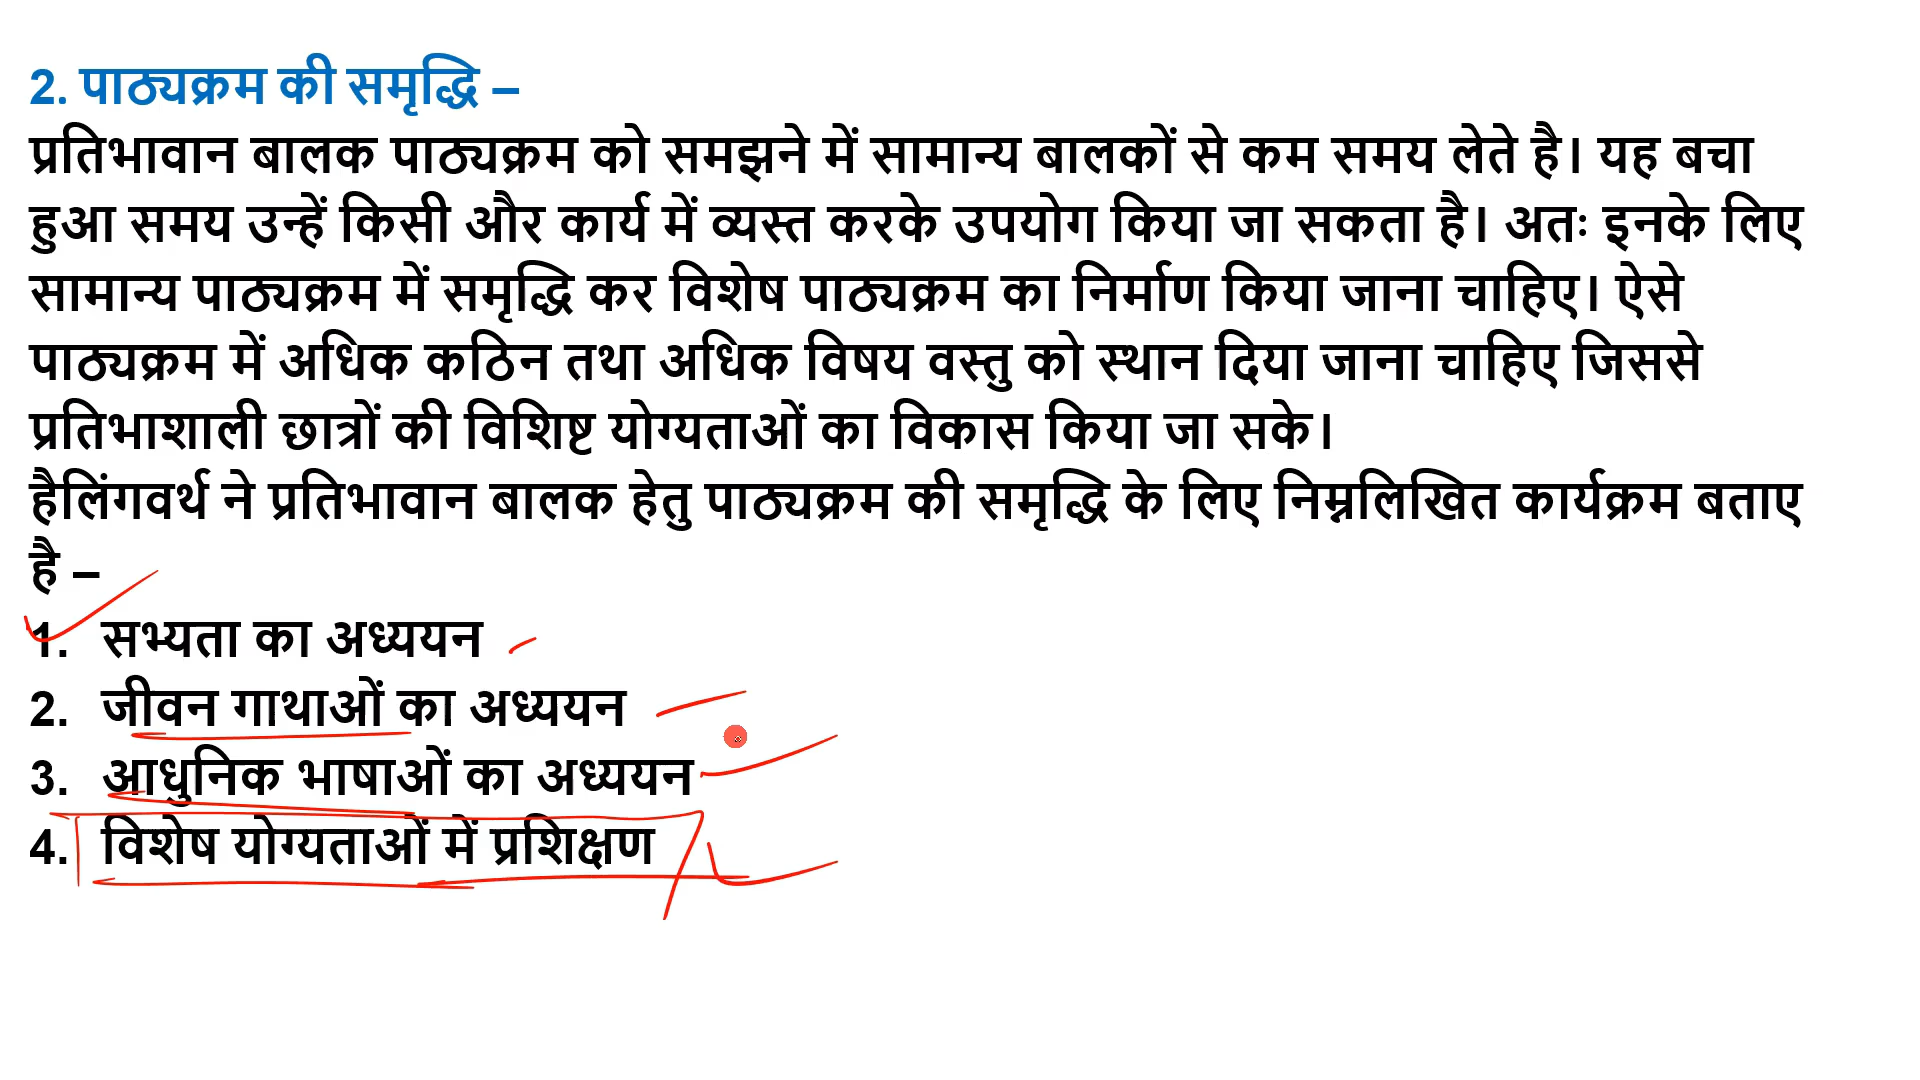 2. पाठ्यक्रम की समृद्धि –
प्रतिभावान बालक पाठ्यक्रम को समझने में सामान्य बालकों से कम समय लेते है। यह बचा
हुआ समय उन्हें किसी और कार्य में व्यस्त करके उपयोग किया जा सकता है। अतः इनके लिए
सामान्य पाठ्यक्रम में समृद्धि कर विशेष पाठ्यक्रम का निर्माण किया जाना चाहिए। ऐसे
पाठ्यक्रम में अधिक कठिन तथा अधिक विषय वस्तु को स्थान दिया जाना चाहिए जिससे
प्रतिभाशाली छात्रों की विशिष्ट योग्यताओं का विकास किया जा सके।
हैलिंगवर्थ ने प्रतिभावान बालक हेतु पाठ्यक्रम की समृद्धि के लिए निम्नलिखित कार्यक्रम बताए
है –
1. सभ्यता का अध्ययन
2. जीवन गाथाओं का अध्ययन
3. आधुनिक भाषाओं का अध्ययन
4. विशेष योग्यताओं में प्रशिक्षण